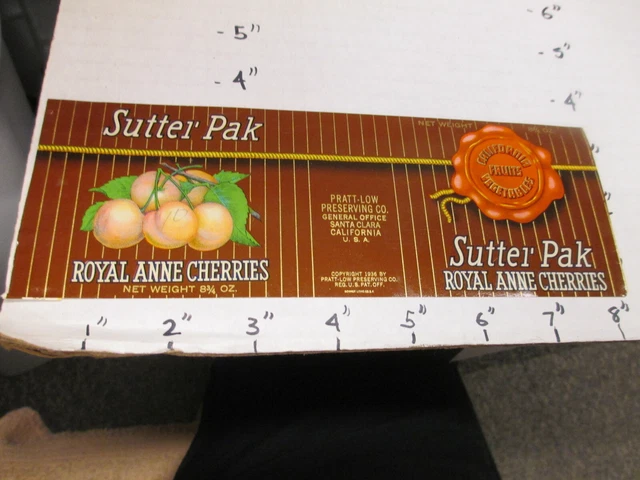 6"
5"
5"
4"
4"
Sutter Pak
ROYAL ANNE CHERRIES
NET WEIGHT 8¾ OZ.
PRATT-LOW
PRESERVING CO.
GENERAL OFFICE
SANTA CLARA
CALIFORNIA
U. S. A.
COPYRIGHT 1936 BY
PRATT-LOW PRESERVING CO.
REG. U. S. PAT. OFF.
NET WEIGHT
FRUITS
VEGETABLES
Sutter Pak
ROYAL ANNE CHERRIES
1" 2" 3" 4" 5" 6" 7" 8"